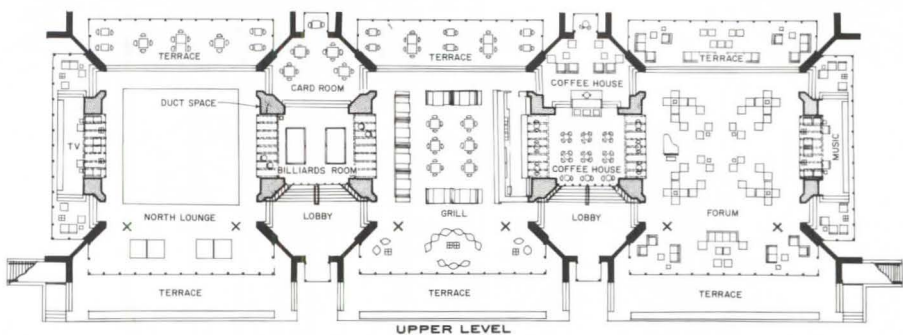 TERRACE
TERRACE
TERRACE
CARD ROOM
COFFEE HOUSE
DUCT SPACE
TV
MUSIC
BILLIARDS ROOM
COFFEE HOUSE
NORTH LOUNGE
LOBBY
GRILL
LOBBY
FORUM
TERRACE
TERRACE
TERRACE
UPPER LEVEL